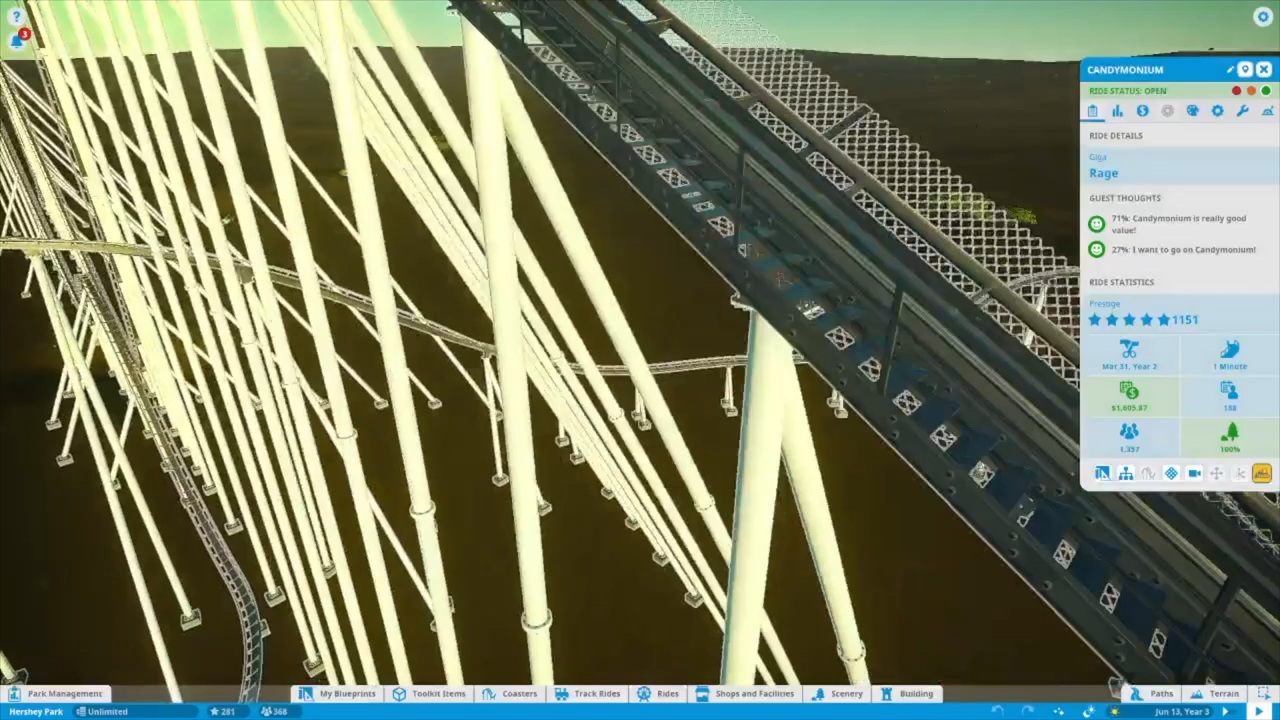 ?
3
CANDYMONIUM
RIDE STATUS: OPEN
RIDE DETAILS
Giga
Rage
GUEST THOUGHTS
71%: Candymonium is really good
value!
27%: I want to go on Candymonium!
RIDE STATISTICS
Prestige
1151
Mar 31, Year 2
1 Minute
$1,605.87
188
1,357
100%
Park Management
My Blueprints
Toolkit Items
Coasters
Track Rides
Rides
Shops and Facilities
Scenery
Building
Paths
Terrain
Hershey Park
Unlimited
281
368
Jun 13, Year 3